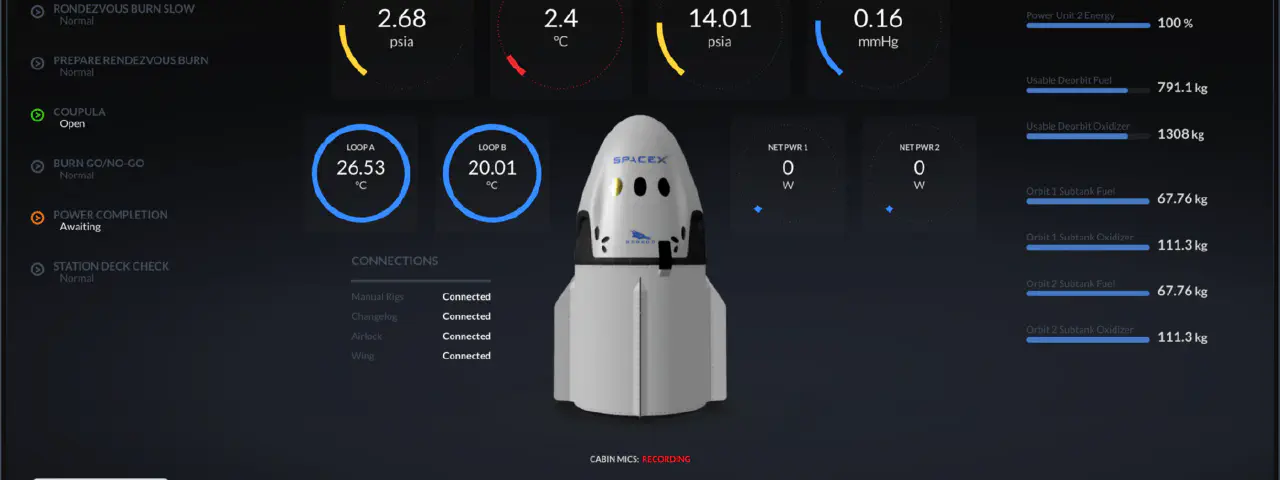 RONDEZVOUS BURN SLOW
Normal
PREPARE RENDEZVOUS BURN
Normal
COUPULA
Open
BURN GO/NO-GO
Normal
POWER COMPLETION
Awaiting
STATION DECK CHECK
Normal
2.68
psia
2.4
°C
14.01
psia
0.16
mmHg
LOOP A
26.53
°C
LOOP B
20.01
°C
NET PWR 1
0
W
NET PWR 2
0
W
SPACEX
DRAGON
CONNECTIONS
Manual Rigs Connected
Changelog Connected
Airlock Connected
Wing Connected
CABIN MICS: RECORDING
Power Unit 2 Energy 100 %
Usable Deorbit Fuel 791.1 kg
Usable Deorbit Oxidizer 1308 kg
Orbit 1 Subtank Fuel 67.76 kg
Orbit 1 Subtank Oxidizer 111.3 kg
Orbit 2 Subtank Fuel 67.76 kg
Orbit 2 Subtank Oxidizer 111.3 kg